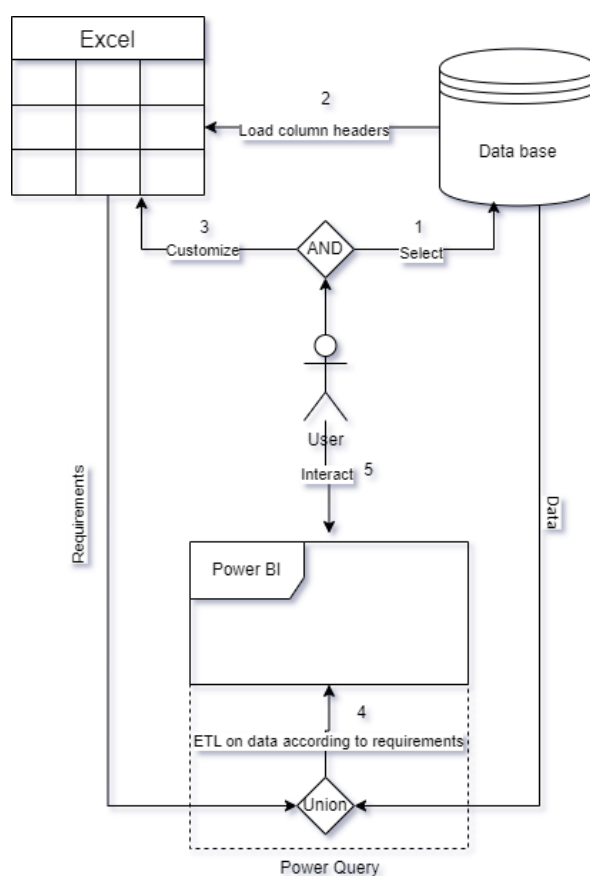 Excel
2
Load column headers
Data base
3
Customize
AND
1
Select
User
Interact
5
Requirements
Data
Power BI
4
ETL on data according to requirements
Union
Power Query